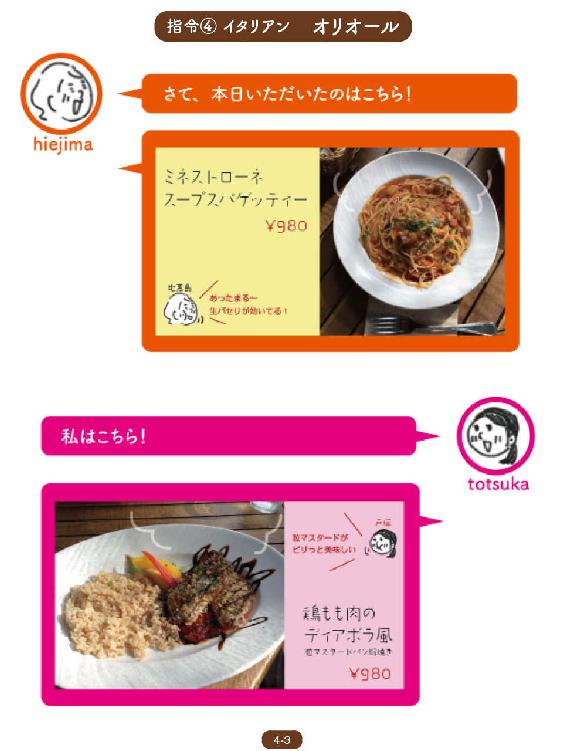 指令④ イタリアン オリオール
hiejima
さて、本日いただいたのはこちら!
ミネストローネ
スープスパゲッティー
¥980
比恵島
あったまる〜
生パセリが効いてる!
私はこちら!
totsuka
粒マスタードが
ピリっと美味しい
戸塚
鶏もも肉の
ディアボラ風
粒マスタードパン粉焼き
¥980
4-3